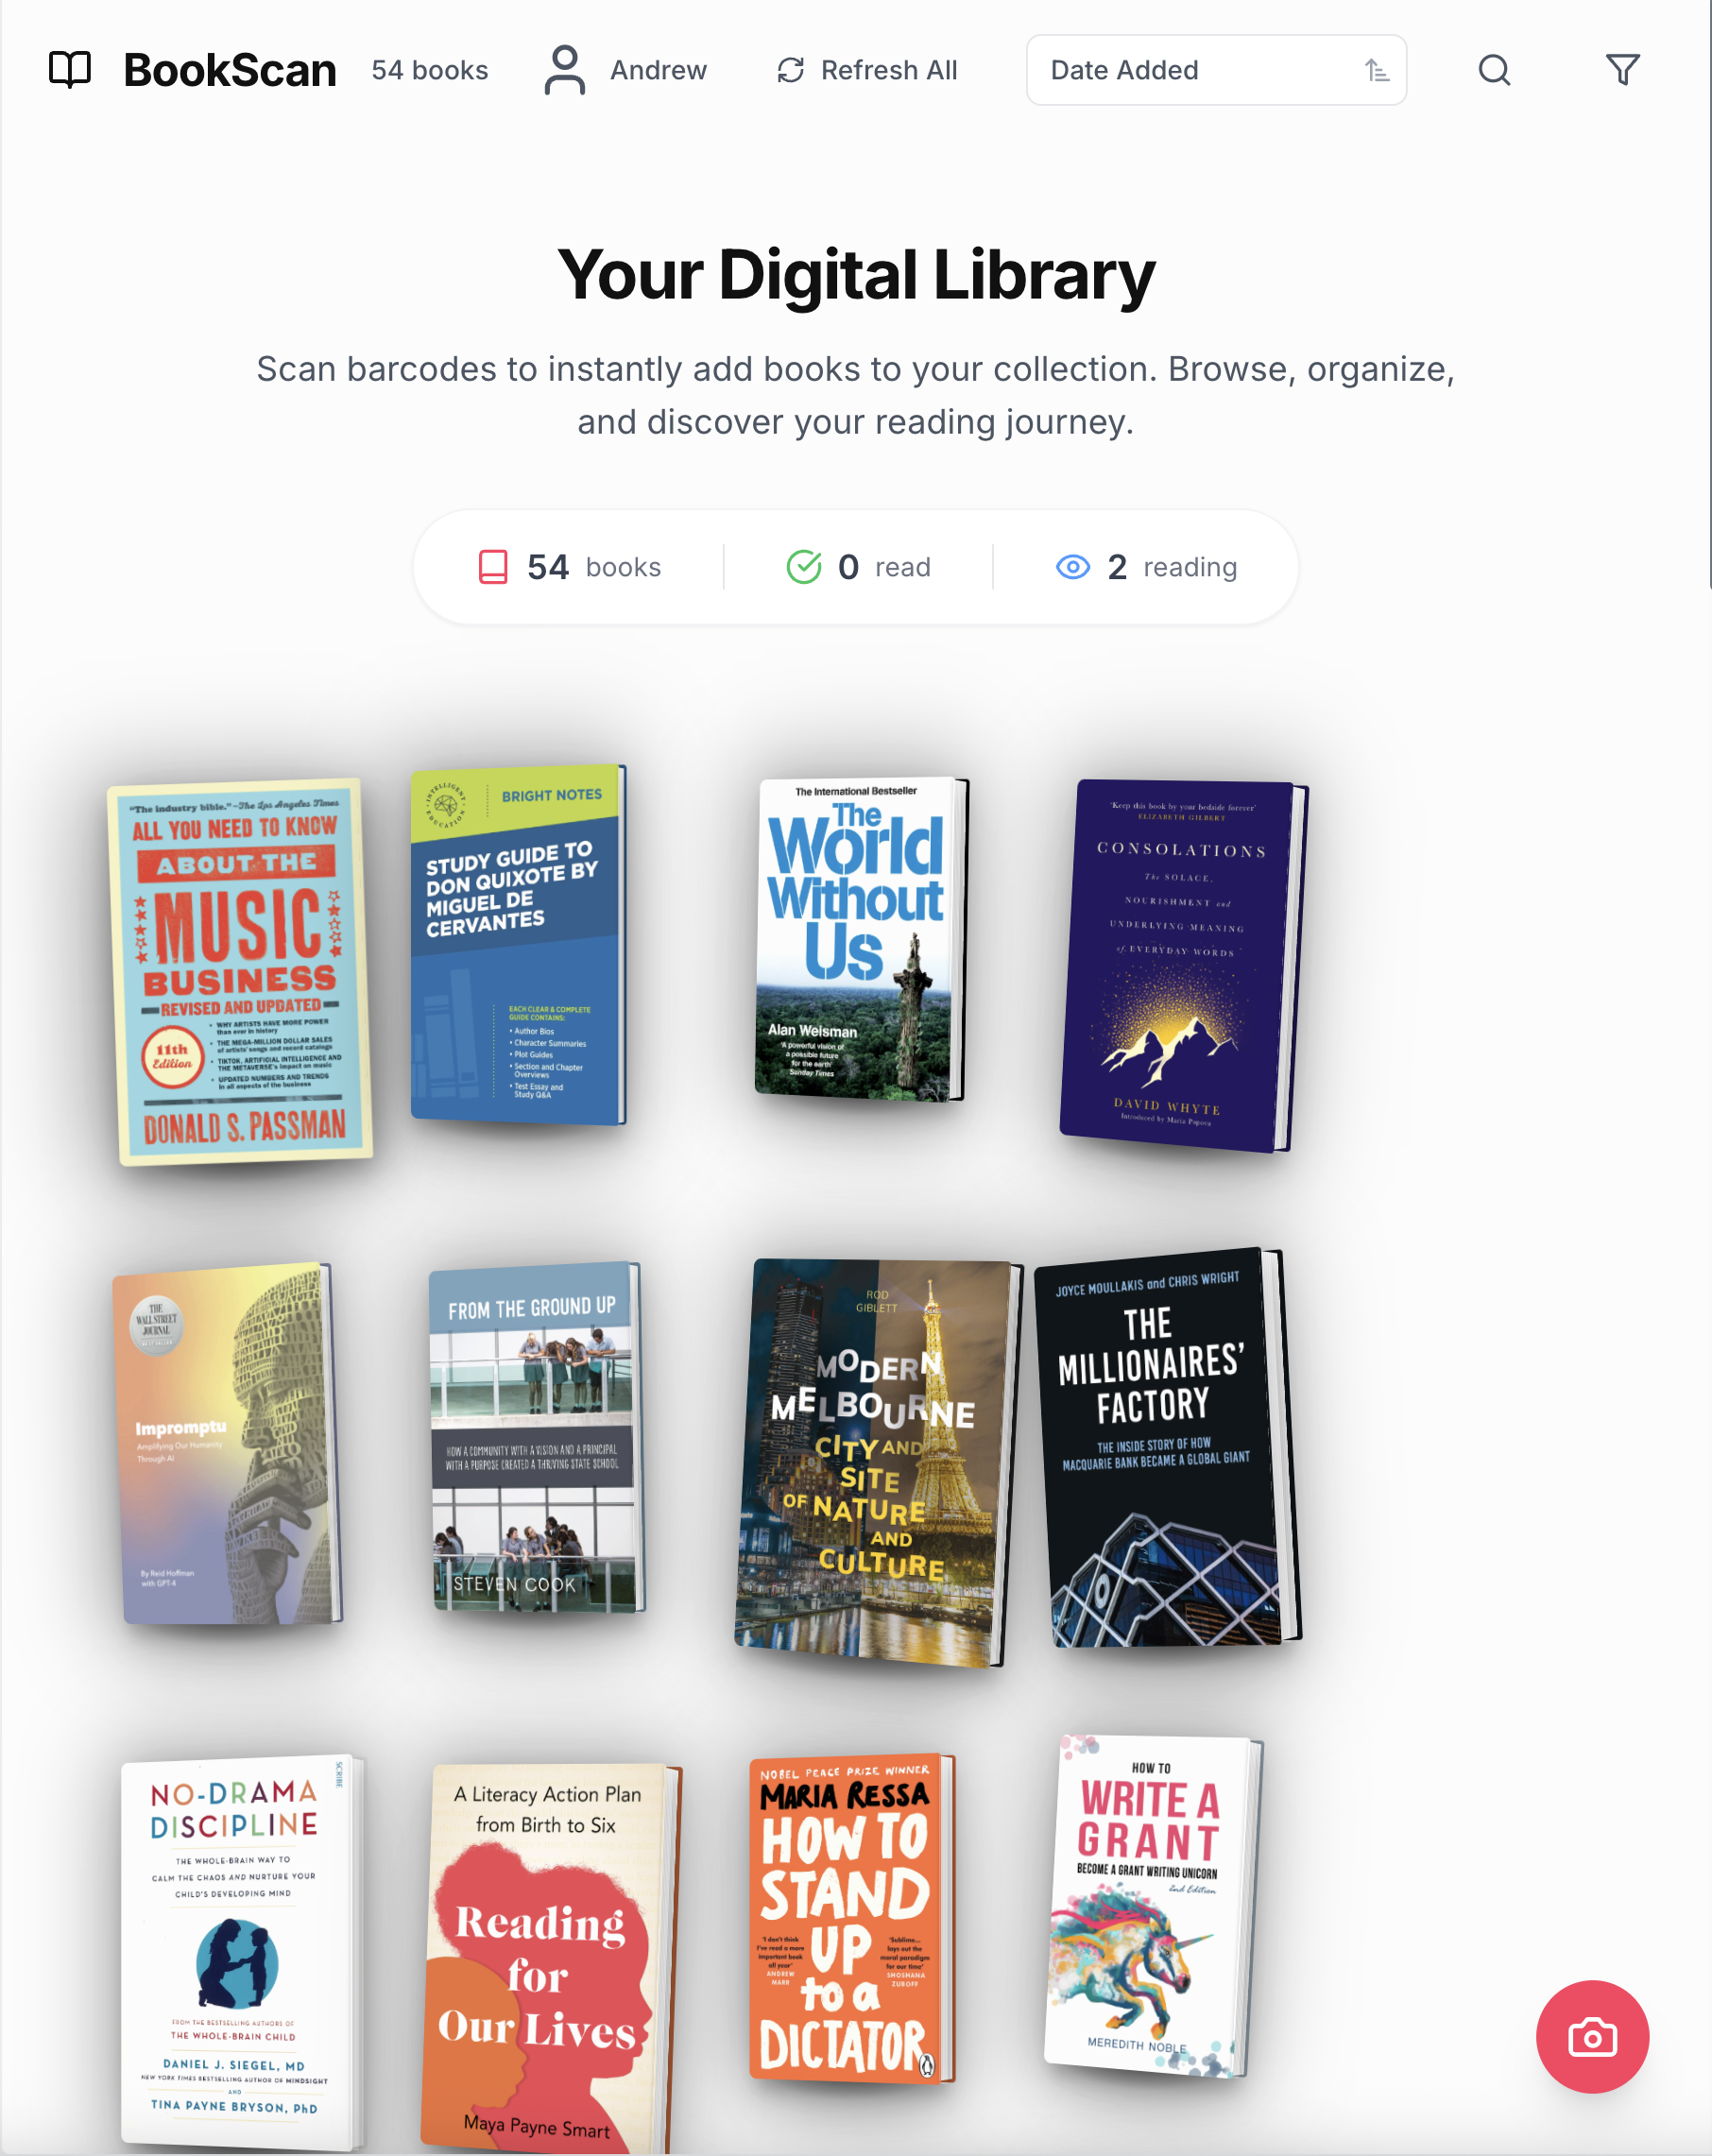 BookScan
54 books
Andrew
Refresh All
Date Added
Your Digital Library
Scan barcodes to instantly add books to your collection. Browse, organize,
and discover your reading journey.
54 books
0 read
2 reading
“The industry bible.”—The Los Angeles Times
ALL YOU NEED TO KNOW
ABOUT THE
MUSIC
BUSINESS
REVISED AND UPDATED
11th
Edition
• WHY ARTISTS HAVE MORE POWER
than ever in history
• THE MEGA-MILLION DOLLAR SALES
of artists' songs and record catalogs
• TIKTOK, ARTIFICIAL INTELLIGENCE AND
THE METAVERSE'S impact on music
• UPDATED NUMBERS AND TRENDS
in all aspects of the business
DONALD S. PASSMAN
INTELLIGENT
EDUCATION
BRIGHT NOTES
STUDY GUIDE TO
DON QUIXOTE BY
MIGUEL DE
CERVANTES
EACH CLEAR & COMPLETE
GUIDE CONTAINS:
• Author Bios
• Character Summaries
• Plot Guides
• Section and Chapter
Overviews
• Test Essay and
Study Q&A
The International Bestseller
The
World
Without
Us
Alan Weisman
'A powerful vision of
a possible future
for the earth'
Sunday Times
'Keep this book by your bedside forever'
ELIZABETH GILBERT
CONSOLATIONS
The SOLACE,
NOURISHMENT and
UNDERLYING MEANING
of EVERYDAY WORDS
DAVID WHYTE
Introduced by Maria Popova
THE
WALL STREET
JOURNAL
BESTSELLER
Impromptu
Amplifying Our Humanity
Through AI
By Reid Hoffman
with GPT-4
FROM THE GROUND UP
HOW A COMMUNITY WITH A VISION AND A PRINCIPAL
WITH A PURPOSE CREATED A THRIVING STATE SCHOOL
STEVEN COOK
ROD
GIBLETT
MODERN
MELBOURNE
CITY AND
SITE
OF NATURE
AND
CULTURE
JOYCE MOULLAKIS and CHRIS WRIGHT
THE
MILLIONAIRES'
FACTORY
THE INSIDE STORY OF HOW
MACQUARIE BANK BECAME A GLOBAL GIANT
SCRIBE
NO-DRAMA
DISCIPLINE
THE WHOLE-BRAIN WAY TO
CALM THE CHAOS AND NURTURE YOUR
CHILD'S DEVELOPING MIND
FROM THE BESTSELLING AUTHORS OF
THE WHOLE-BRAIN CHILD
DANIEL J. SIEGEL, MD
NEW YORK TIMES BESTSELLING AUTHOR OF MINDSIGHT
AND
TINA PAYNE BRYSON, PhD
A Literacy Action Plan
from Birth to Six
Reading
for
Our Lives
Maya Payne Smart
NOBEL PEACE PRIZE WINNER
MARIA RESSA
HOW TO
STAND
UP
to a
DICTATOR
'I don't think
I've read a more
important book
all year'
ANDREW
MARR
'Sublime...
lays out the
moral paradigm
for our time'
SHOSHANA
ZUBOFF
HOW TO
WRITE A
GRANT
BECOME A GRANT WRITING UNICORN
2nd Edition
MEREDITH NOBLE